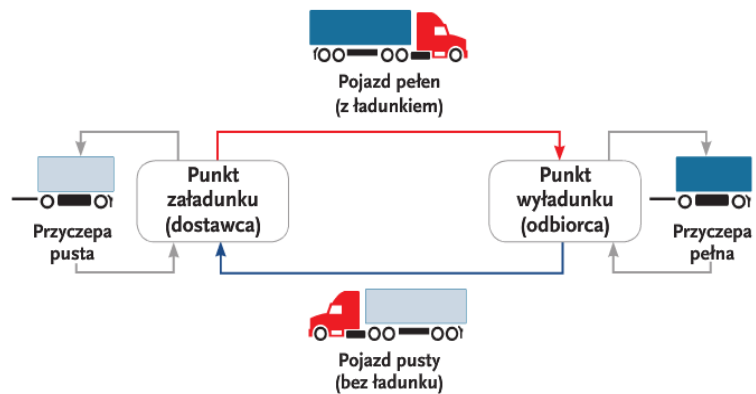 Pojazd pełen
(z ładunkiem)
Punkt
załadunku
(dostawca)
Punkt
wyładunku
(odbiorca)
Przyczepa
pusta
Przyczepa
pełna
Pojazd pusty
(bez ładunku)